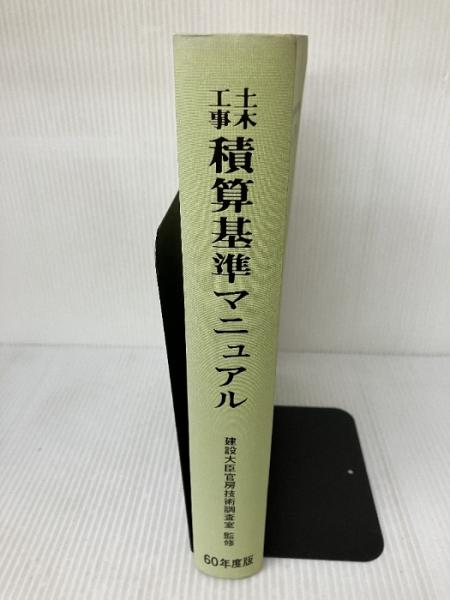 土木
工事
積算基準マニュアル
建設大臣官房技術調査室 監修
60年度版